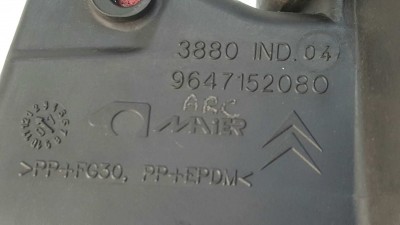 3880 IND. 04
9647152080
ARC
MAIER
>PP+FG30, PP+EPDM<